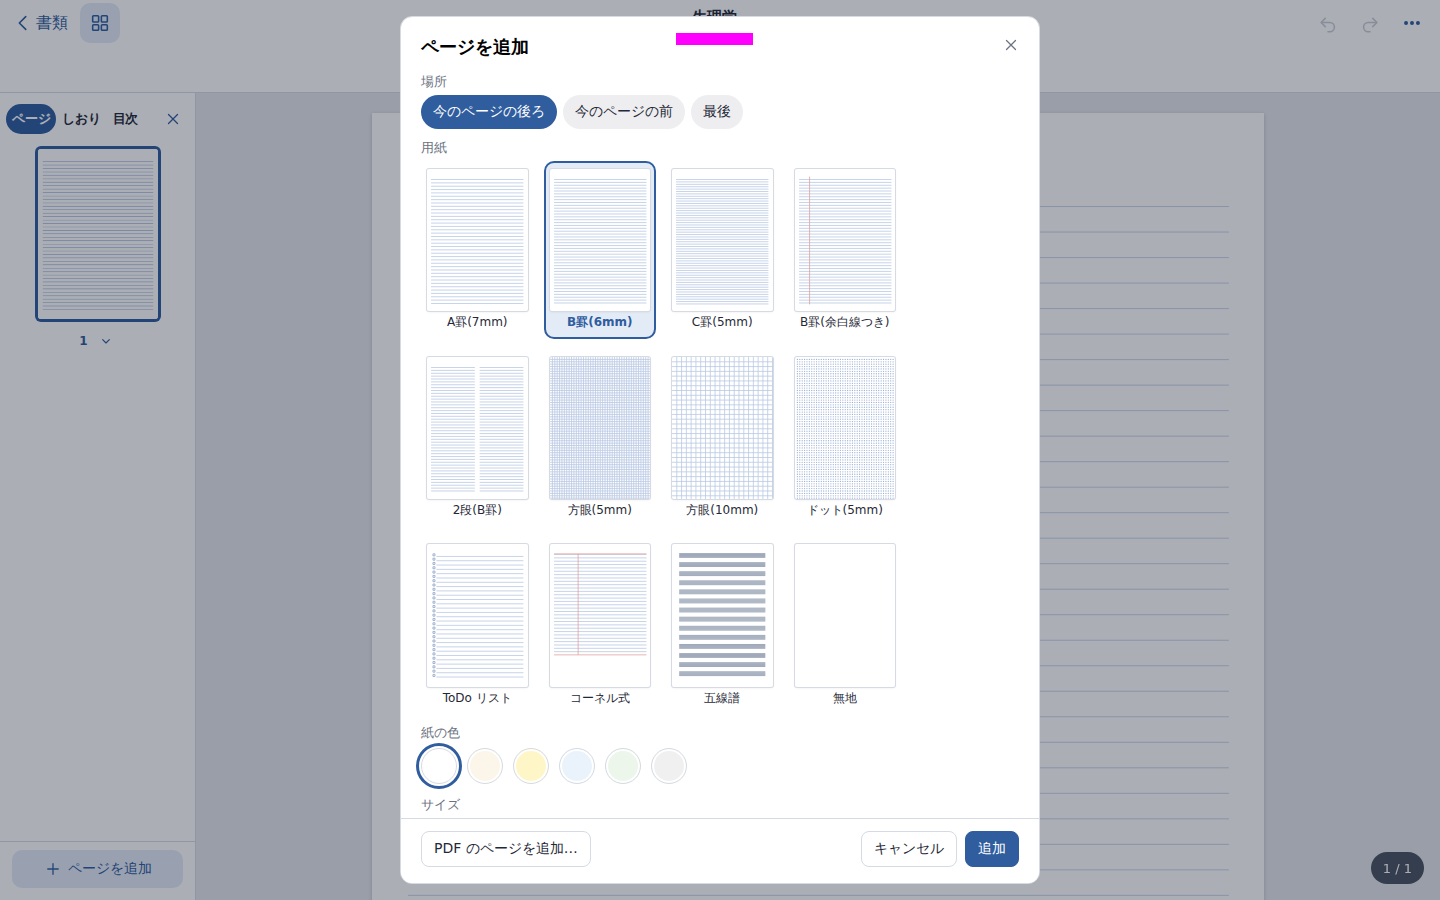 書類
生理学
ページを追加
場所
今のページの後ろ 今のページの前 最後
ページ しおり 目次
用紙
A罫(7mm) B罫(6mm) C罫(5mm) B罫(余白線つき)
1
2段(B罫) 方眼(5mm) 方眼(10mm) ドット(5mm)
ToDo リスト コーネル式 五線譜 無地
紙の色
サイズ
PDF のページを追加... キャンセル 追加
ページを追加
1 / 1